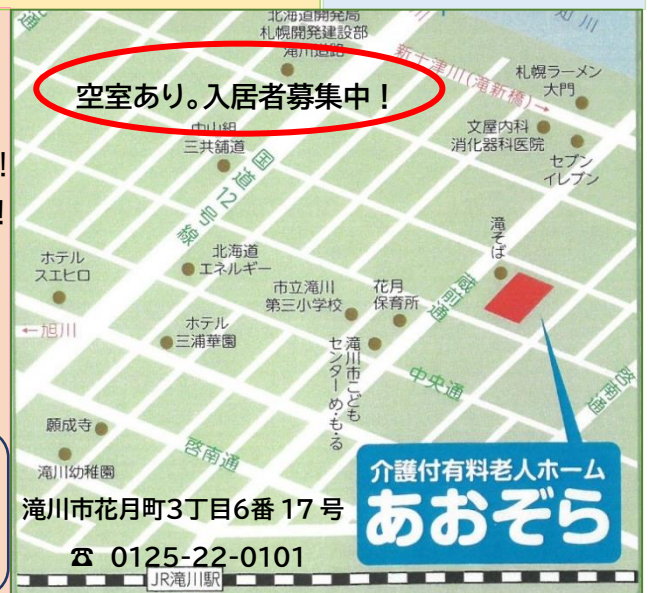 北海道開発局
札幌開発建設部
滝川道路
新十津川(滝新橋)→
札幌ラーメン
大門
空室あり。入居者募集中！
中山組
三共舗道
文屋内科
消化器科医院
セブン
イレブン
国道12号線
！
！
滝そば
ホテル
スエヒロ
北海道
エネルギー
市立滝川
第三小学校
花月
保育所
蔵前通
←旭川
ホテル
三浦華園
滝川市こども
センターめ・も・る
中央通
啓南通
願成寺
啓南通
滝川幼稚園
介護付有料老人ホーム
あおぞら
滝川市花月町3丁目6番 17 号
☎ 0125-22-0101
JR滝川駅